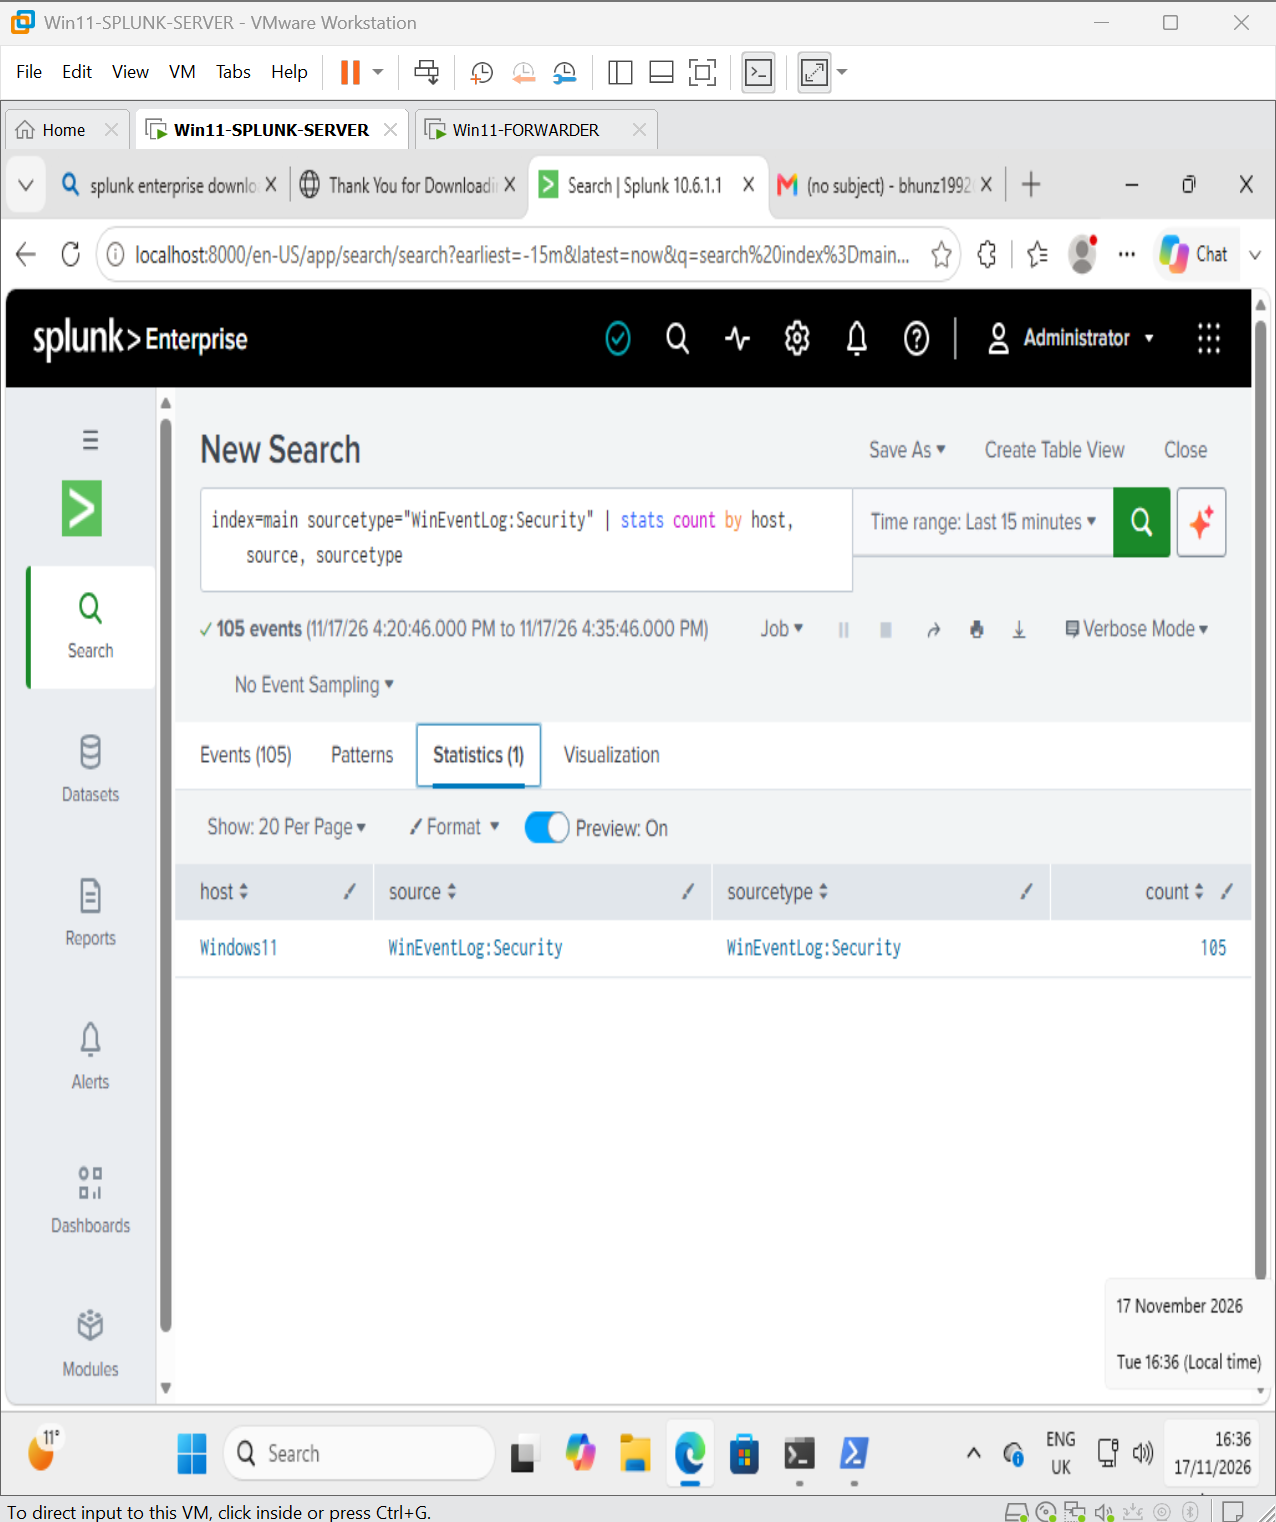 Win11-SPLUNK-SERVER - VMware Workstation
File Edit View VM Tabs Help
Home Win11-SPLUNK-SERVER Win11-FORWARDER
splunk enterprise downlo Thank You for Downloadi Search | Splunk 10.6.1.1 (no subject) - bhunz1992
localhost:8000/en-US/app/search/search?earliest=-15m&latest=now&q=search%20index%3Dmain... Chat
splunk>Enterprise Administrator
New Search Save As Create Table View Close
index=main sourcetype="WinEventLog:Security" | stats count by host,
source, sourcetype
Time range: Last 15 minutes
105 events (11/17/26 4:20:46.000 PM to 11/17/26 4:35:46.000 PM) Job Verbose Mode
No Event Sampling
Events (105) Patterns Statistics (1) Visualization
Show: 20 Per Page Format Preview: On
host source sourcetype count
Windows11 WinEventLog:Security WinEventLog:Security 105
Search
Datasets
Reports
Alerts
Dashboards
Modules
17 November 2026
Tue 16:36 (Local time)
11°
Search
ENG
UK
16:36
17/11/2026
To direct input to this VM, click inside or press Ctrl+G.